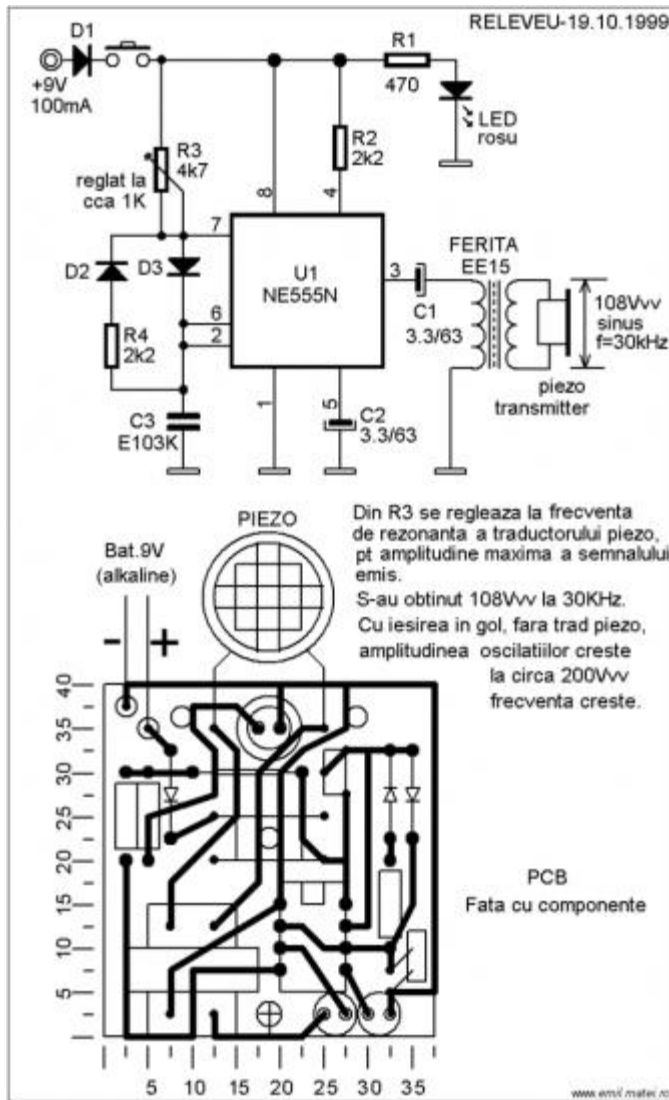 RELEVEU-19.10.1999
D1
+9V
100mA
R1
470
LED
rosu
R3
4k7
reglat la
cca 1K
R2
2k2
8
4
7
D2
D3
U1
NE555N
3
FERITA
EE15
C1
3.3/63
108Vvv
sinus
f=30kHz
6
2
R4
2k2
1
5
C2
3.3/63
piezo
transmitter
C3
E103K
PIEZO
Bat.9V
(alkaline)
- +
Din R3 se regleaza la frecventa
de rezonanta a traductorului piezo,
pt amplitudine maxima a semnalului
emis.
S-au obtinut 108Vvv la 30KHz.
Cu iesirea in gol, fara trad piezo,
amplitudinea oscilatiilor creste
la circa 200Vvv
frecventa creste.
40
35
30
25
20
15
10
5
PCB
Fata cu componente
5 10 15 20 25 30 35
www.emil.matei.ro